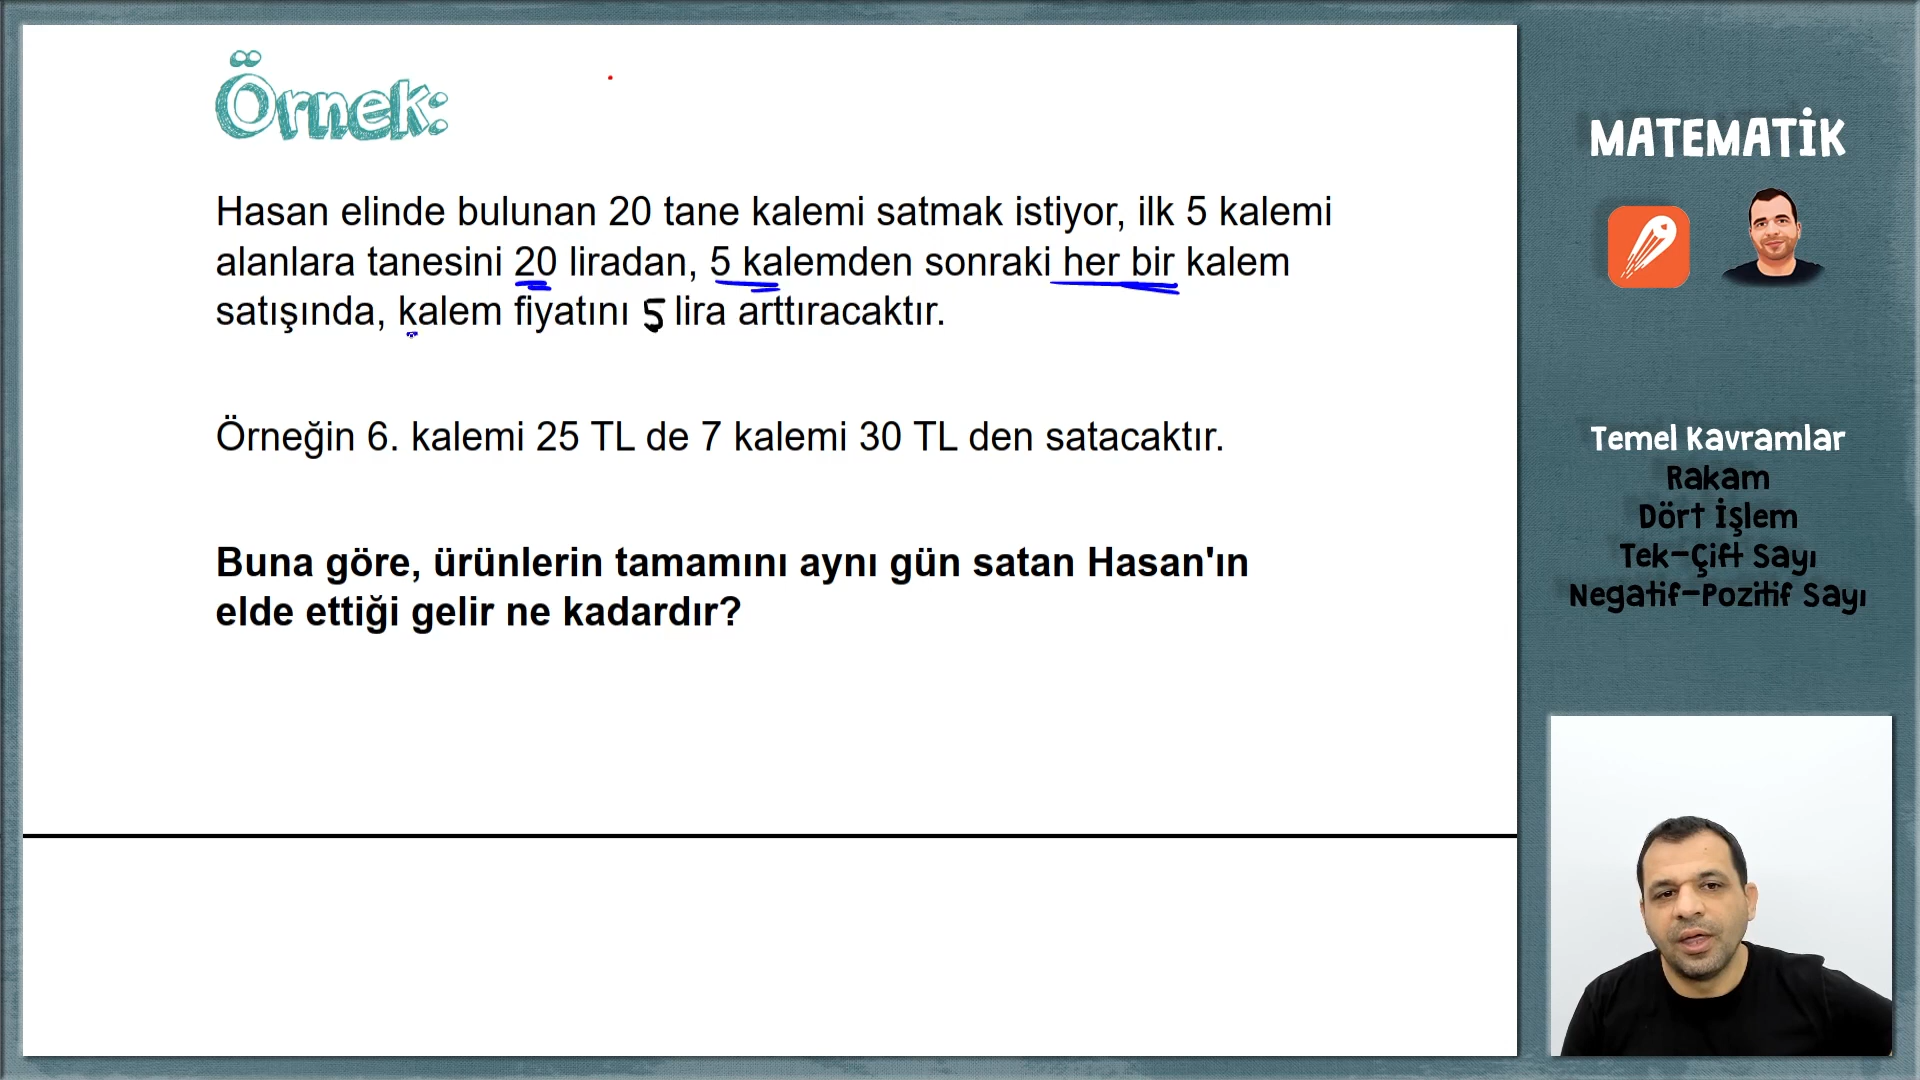 Örnek:
Hasan elinde bulunan 20 tane kalemi satmak istiyor, ilk 5 kalemi
alanlara tanesini 20 liradan, 5 kalemden sonraki her bir kalem
satışında, kalem fiyatını 5 lira arttıracaktır.
Örneğin 6. kalemi 25 TL de 7 kalemi 30 TL den satacaktır.
Buna göre, ürünlerin tamamını aynı gün satan Hasan'ın
elde ettiği gelir ne kadardır?
MATEMATİK
Temel Kavramlar
Rakam
Dört İşlem
Tek-Çift Sayı
Negatif-Pozitif Sayı